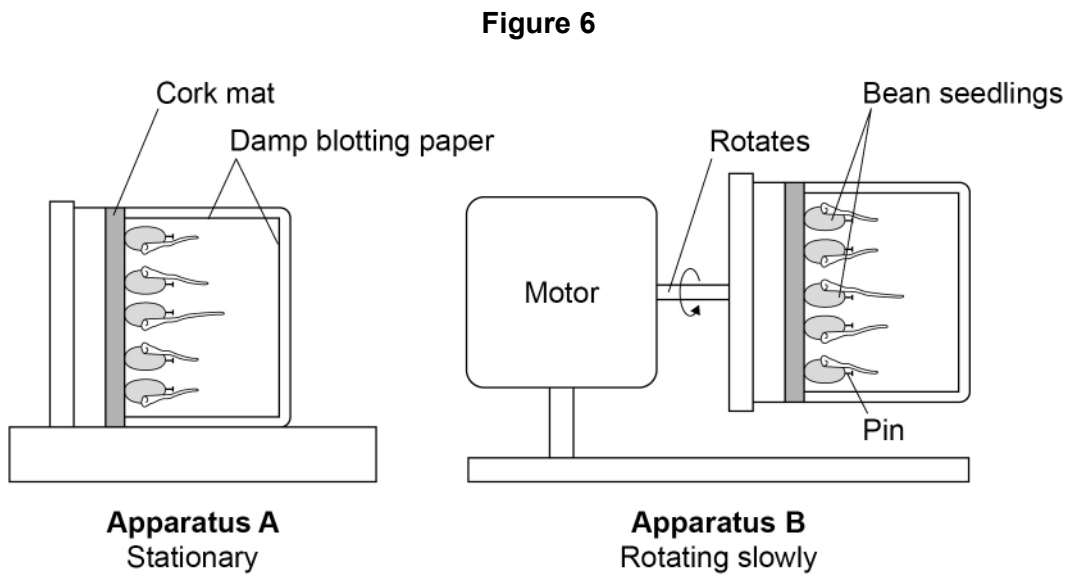 Figure 6
Cork mat
Damp blotting paper
Bean seedlings
Rotates
Motor
Pin
Apparatus A
Stationary
Apparatus B
Rotating slowly